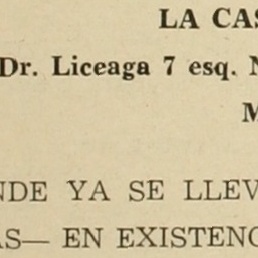 LA CAS
Dr. Liceaga 7 esq. N
M
NDE YA SE LLEV
AS— EN EXISTENC